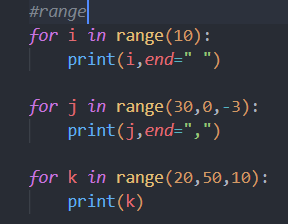 #range
for i in range(10):
    print(i,end=" ")
for j in range(30,0,-3):
    print(j,end=",")
for k in range(20,50,10):
    print(k)